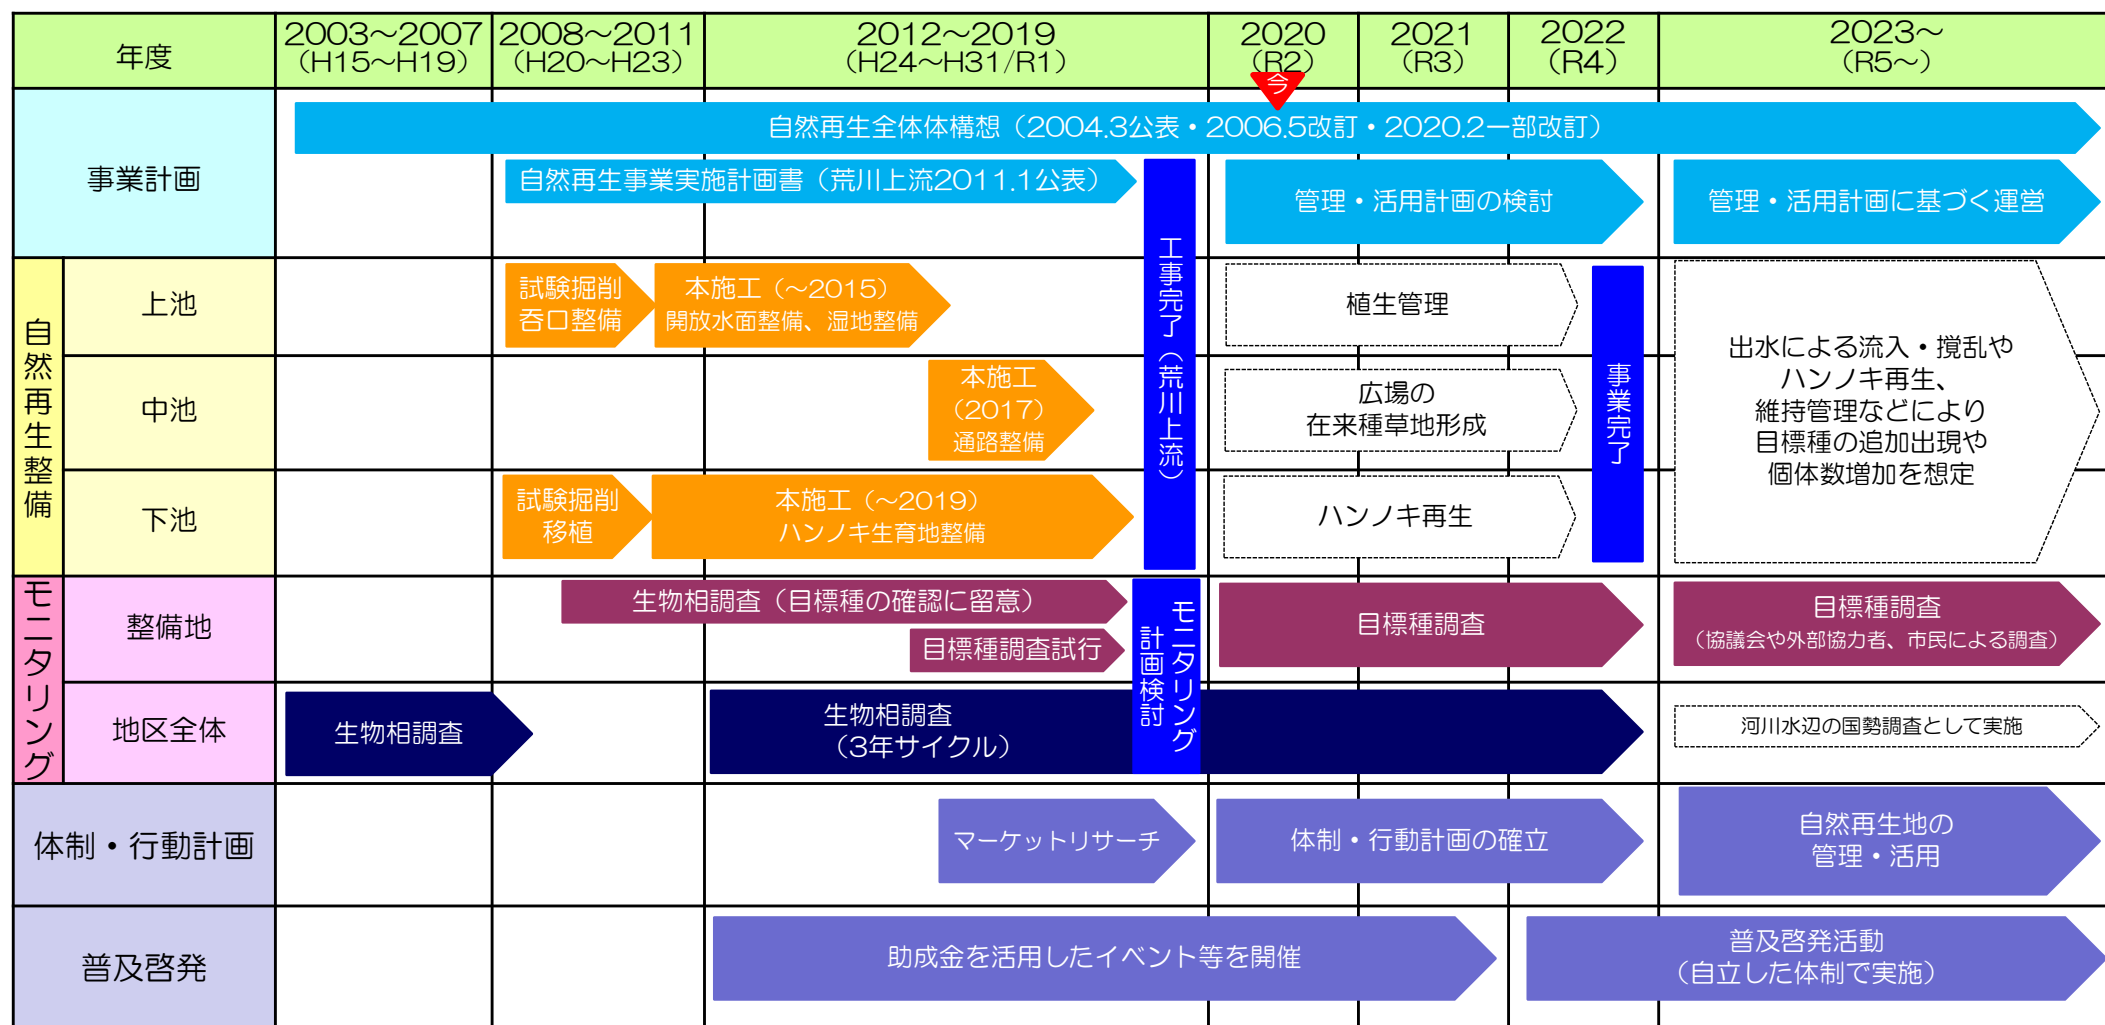 年度
2003～2007
（H15～H19）
2008～2011
（H20～H23）
2012～2019
（H24～H31/R1）
2020
（R2）
今
2021
（R3）
2022
（R4）
2023～
（R5～）
事業計画
自然再生全体体構想（2004.3公表・2006.5改訂・2020.2一部改訂）
自然再生事業実施計画書（荒川上流2011.1公表）
工事完了（荒川上流）
管理・活用計画の検討
管理・活用計画に基づく運営
自然再生整備
上池
試験掘削
呑口整備
本施工（～2015）
開放水面整備、湿地整備
植生管理
事業完了
出水による流入・撹乱や
ハンノキ再生、
維持管理などにより
目標種の追加出現や
個体数増加を想定
中池
本施工
（2017）
通路整備
広場の
在来種草地形成
下池
試験掘削
移植
本施工（～2019）
ハンノキ生育地整備
ハンノキ再生
モニタリング
整備地
生物相調査（目標種の確認に留意）
目標種調査試行
モニタリング
計画検討
目標種調査
目標種調査
（協議会や外部協力者、市民による調査）
地区全体
生物相調査
生物相調査
（3年サイクル）
河川水辺の国勢調査として実施
体制・行動計画
マーケットリサーチ
体制・行動計画の確立
自然再生地の
管理・活用
普及啓発
助成金を活用したイベント等を開催
普及啓発活動
（自立した体制で実施）